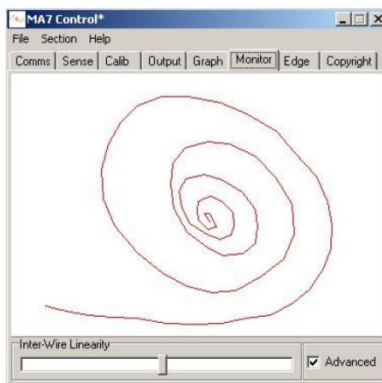 MA7 Control*
File Section Help
Comms Sense Calib Output Graph Monitor Edge Copyright
Inter-Wire Linearity
Advanced